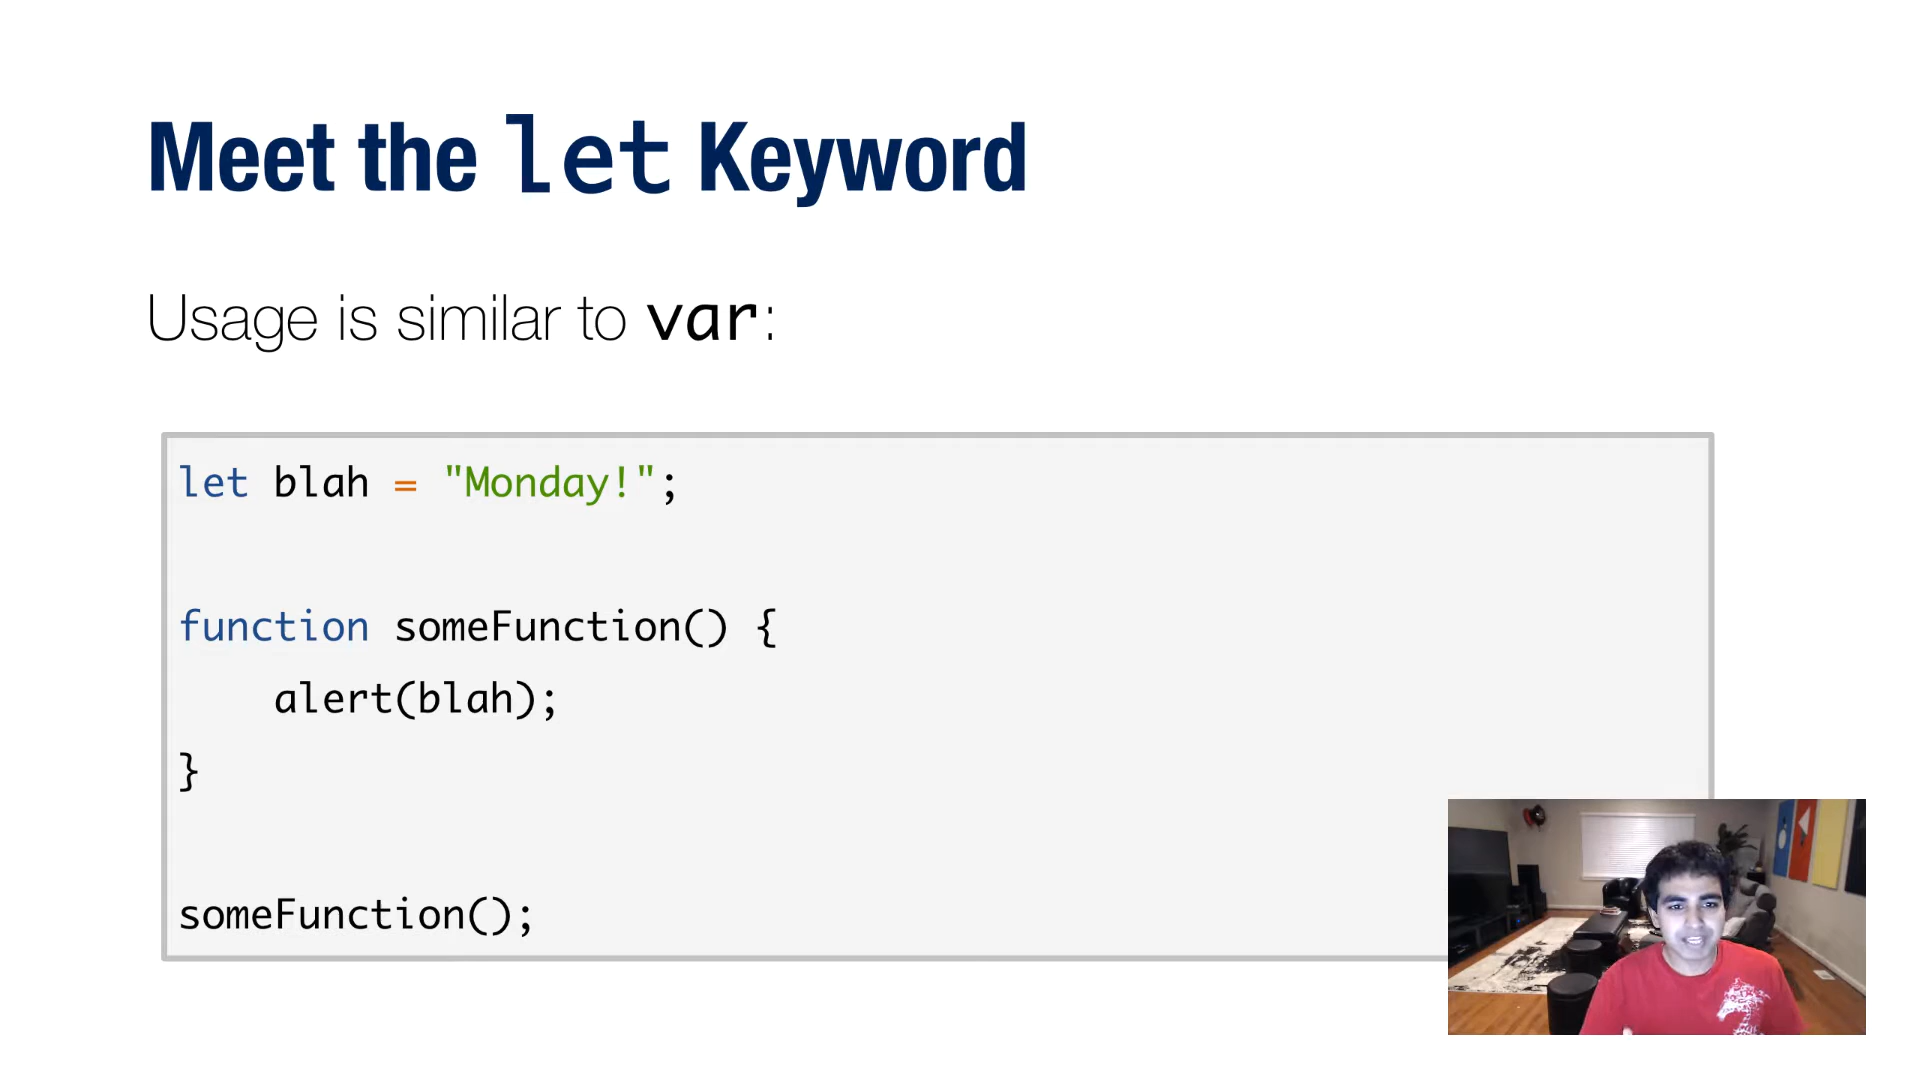 Meet the let Keyword
Usage is similar to var:
let blah = "Monday!";
function someFunction() {
    alert(blah);
}
someFunction();